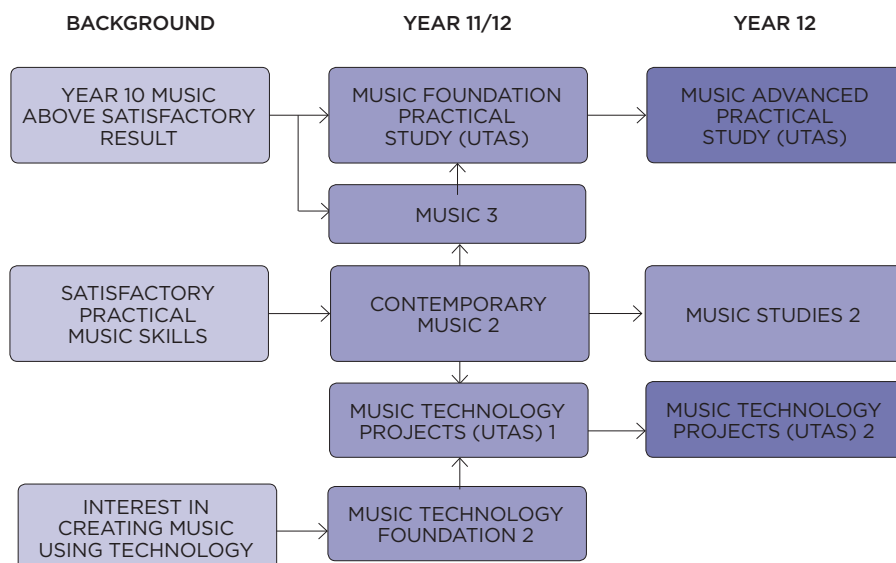 BACKGROUND
YEAR 11/12
YEAR 12
YEAR 10 MUSIC
ABOVE SATISFACTORY
RESULT
MUSIC FOUNDATION
PRACTICAL
STUDY (UTAS)
MUSIC ADVANCED
PRACTICAL
STUDY (UTAS)
MUSIC 3
SATISFACTORY
PRACTICAL
MUSIC SKILLS
CONTEMPORARY
MUSIC 2
MUSIC STUDIES 2
MUSIC TECHNOLOGY
PROJECTS (UTAS) 1
MUSIC TECHNOLOGY
PROJECTS (UTAS) 2
INTEREST IN
CREATING MUSIC
USING TECHNOLOGY
MUSIC TECHNOLOGY
FOUNDATION 2